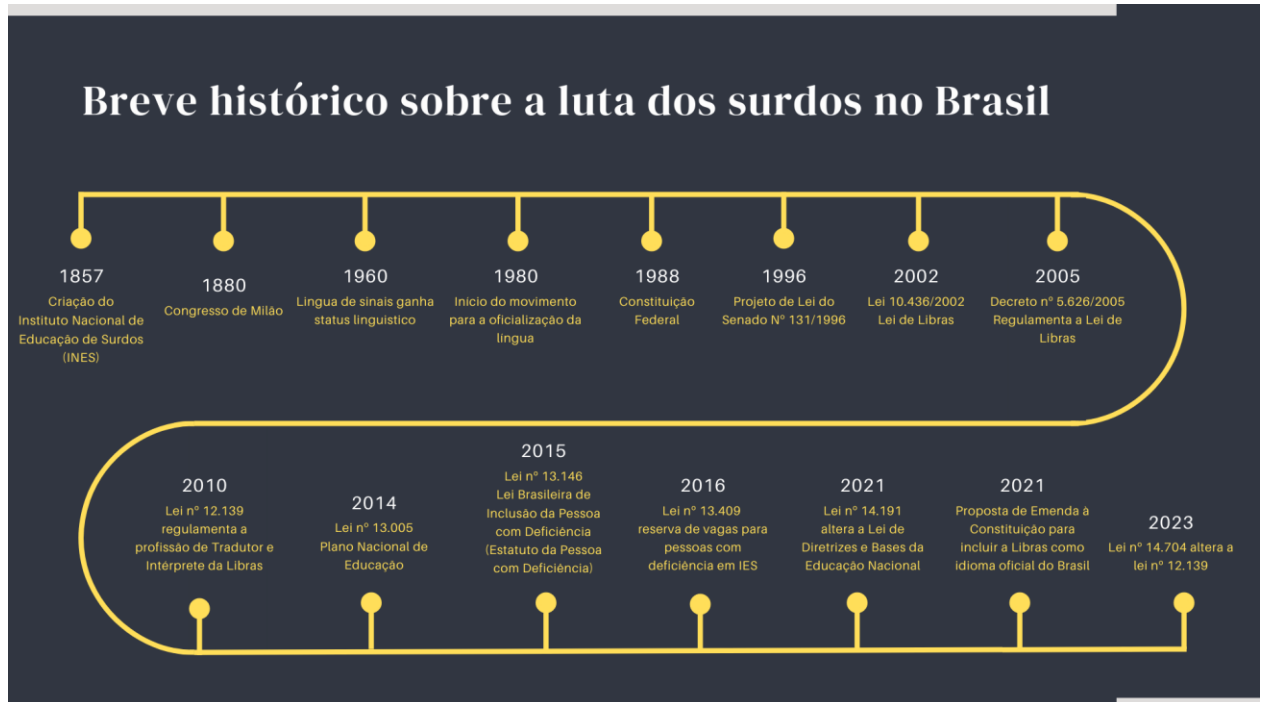 Breve histórico sobre a luta dos surdos no Brasil
1857
Criação do
Instituto Nacional de
Educação de Surdos
(INES)
1880
Congresso de Milão
1960
Lingua de sinais ganha
status linguistico
1980
Início do movimento
para a oficialização da
língua
1988
Constituição
Federal
1996
Projeto de Lei do
Senado Nº 131/1996
2002
Lei 10.436/2002
Lei de Libras
2005
Decreto nº 5.626/2005
Regulamenta a Lei de
Libras
2010
Lei nº 12.139
regulamenta a
profissão de Tradutor e
Intérprete da Libras
2014
Lei nº 13.005
Plano Nacional de
Educação
2015
Lei nº 13.146
Lei Brasileira de
Inclusão da Pessoa
com Deficiência
(Estatuto da Pessoa
com Deficiência)
2016
Lei nº 13.409
reserva de vagas para
pessoas com
deficiência em IES
2021
Lei nº 14.191
altera a Lei de
Diretrizes e Bases da
Educação Nacional
2021
Proposta de Emenda à
Constituição para
incluir a Libras como
idioma oficial do Brasil
2023
Lei nº 14.704 altera a
lei nº 12.139